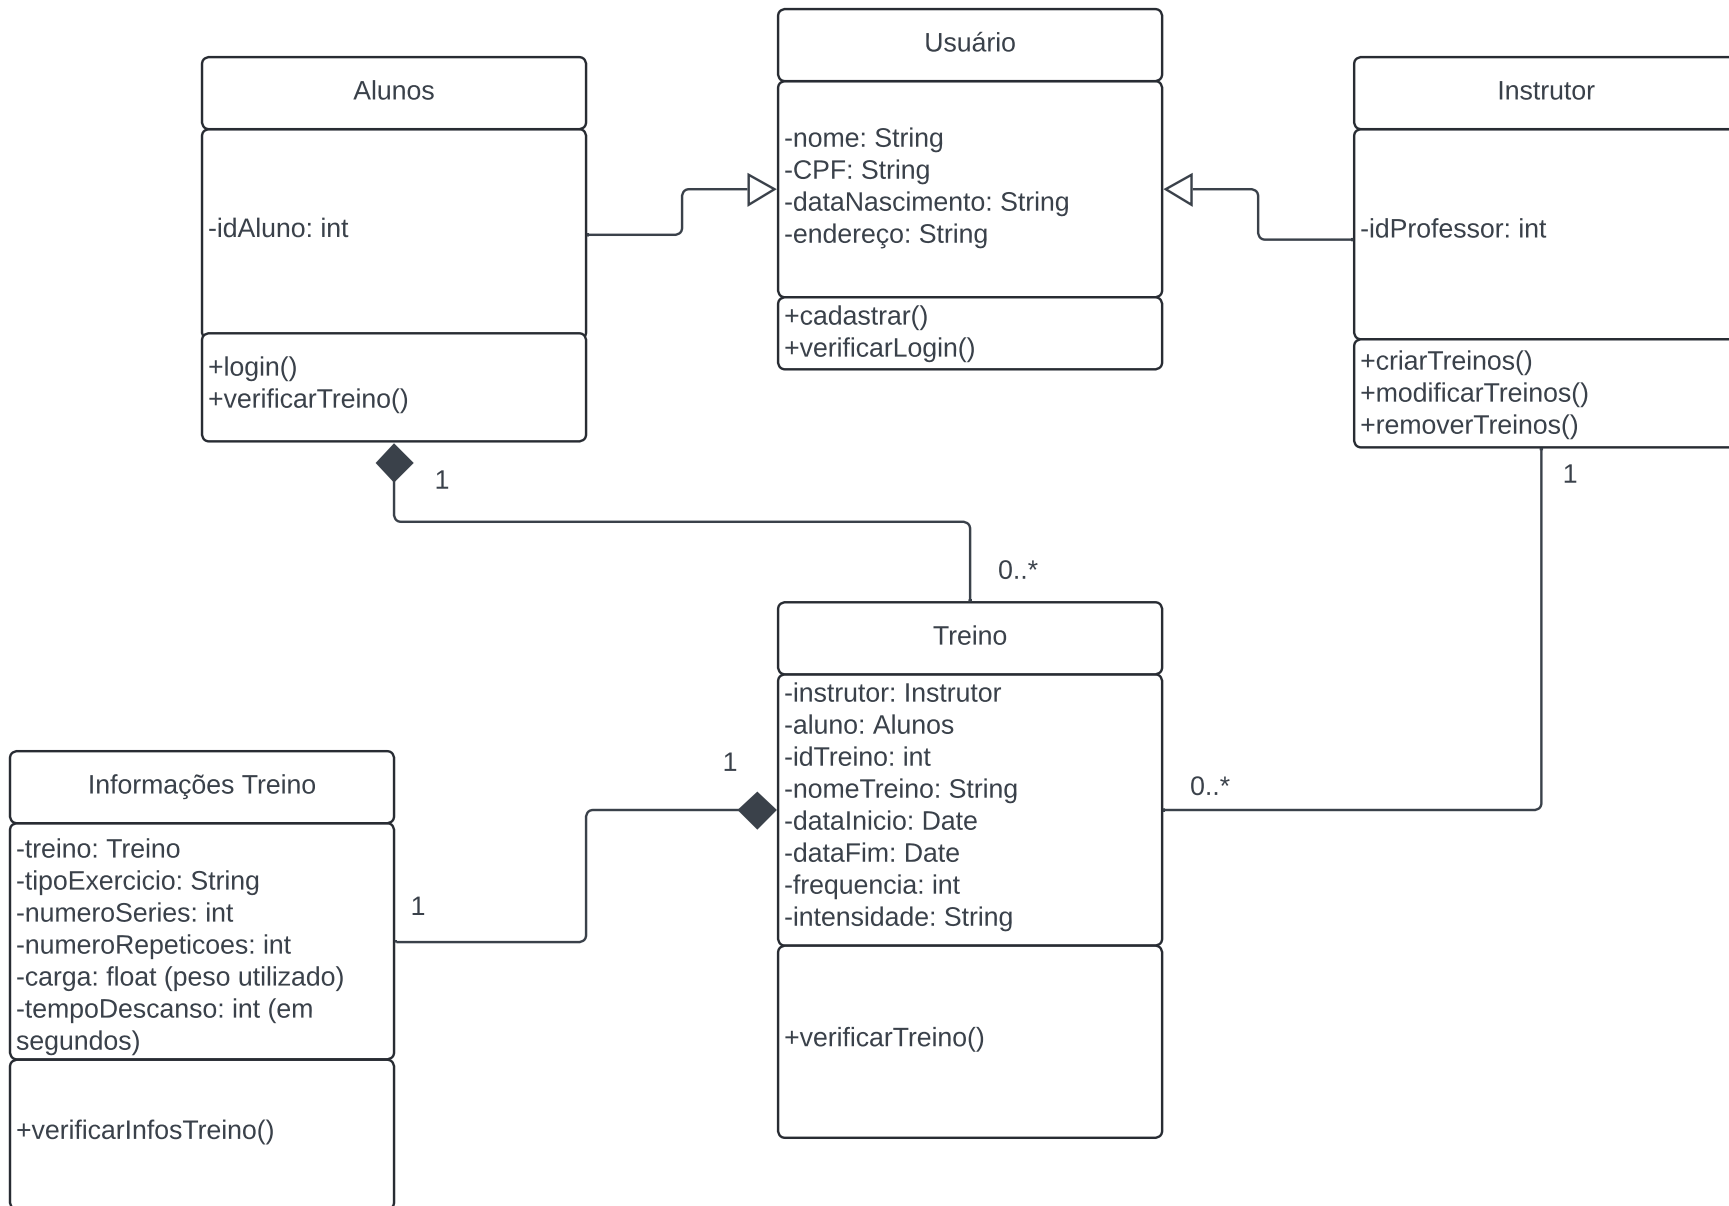 Usuário
-nome: String
-CPF: String
-dataNascimento: String
-endereço: String
+cadastrar()
+verificarLogin()
Alunos
-idAluno: int
+login()
+verificarTreino()
Instrutor
-idProfessor: int
+criarTreinos()
+modificarTreinos()
+removerTreinos()
1
1
0..*
Treino
-instrutor: Instrutor
-aluno: Alunos
-idTreino: int
-nomeTreino: String
-dataInicio: Date
-dataFim: Date
-frequencia: int
-intensidade: String
+verificarTreino()
1
0..*
Informações Treino
-treino: Treino
-tipoExercicio: String
-numeroSeries: int
-numeroRepeticoes: int
-carga: float (peso utilizado)
-tempoDescanso: int (em
segundos)
+verificarInfosTreino()
1